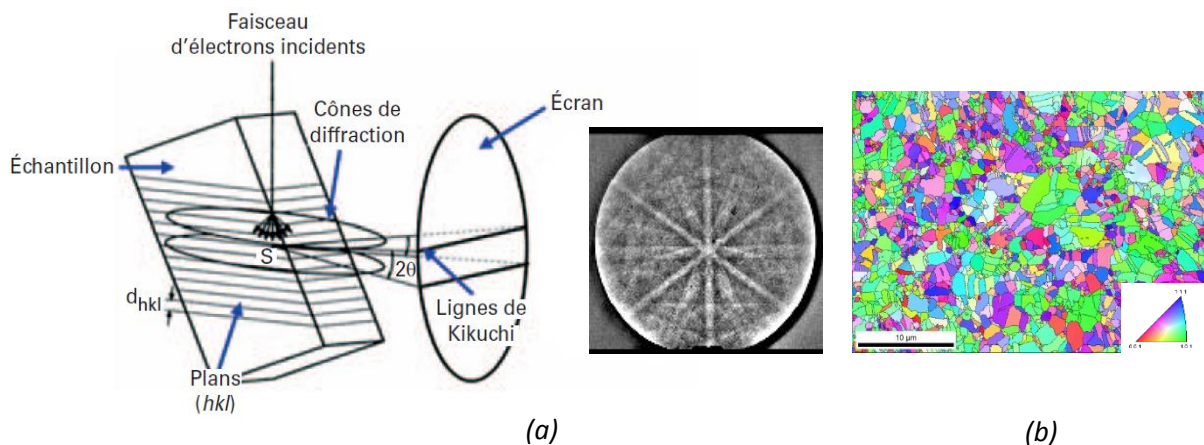 Faisceau
d'électrons incidents
Cônes de
diffraction
Écran
Échantillon
S
2θ
d hkl
Lignes de
Kikuchi
Plans
(hkl)
(a)
111
001
101
10 µm
(b)